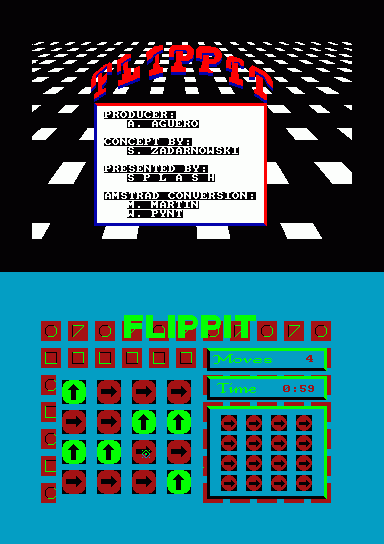 FLIPPIT
PRODUCER:
A. AGUERO
CONCEPT BY:
S. ZADARNOWSKI
PRESENTED BY:
S P L A S H
AMSTRAD CONVERSION:
M. MARTIN
W. PYNT
FLIPPIT
Moves 4
Time 0:59